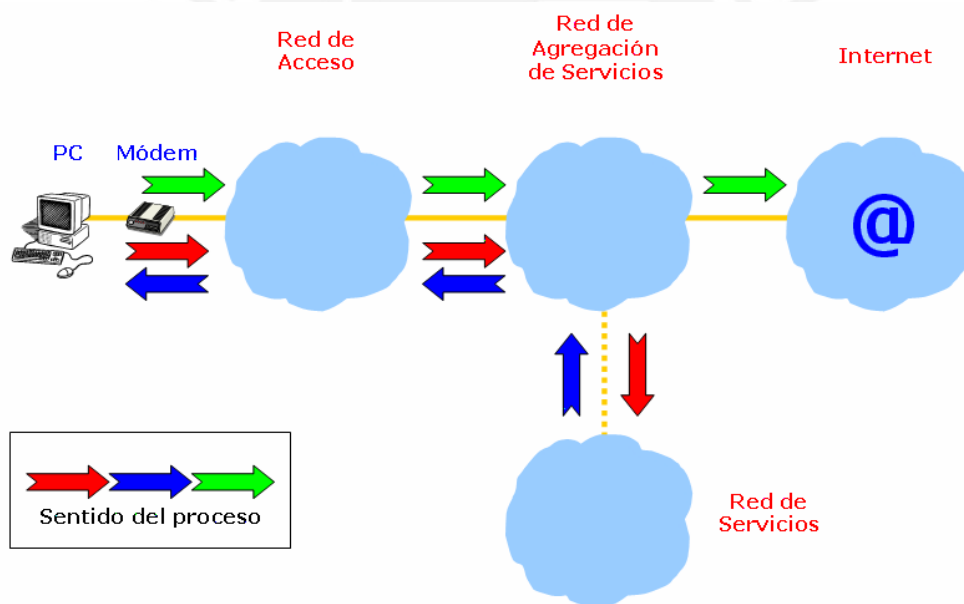 Red de
Acceso
Red de
Agregación
de Servicios
Internet
PC
Módem
@
Sentido del proceso
Red de
Servicios